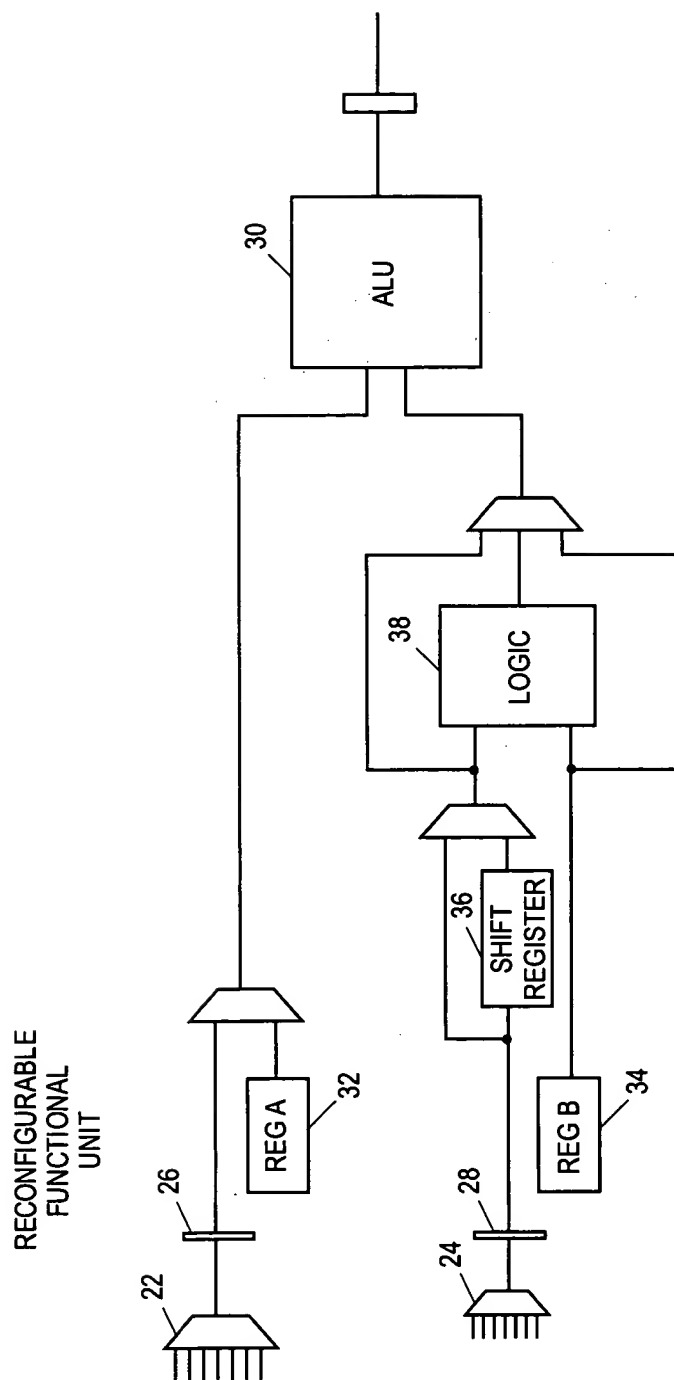 RECONFIGURABLE
FUNCTIONAL
UNIT
22
26
REG A
32
30
ALU
24
28
36
SHIFT
REGISTER
REG B
34
38
LOGIC